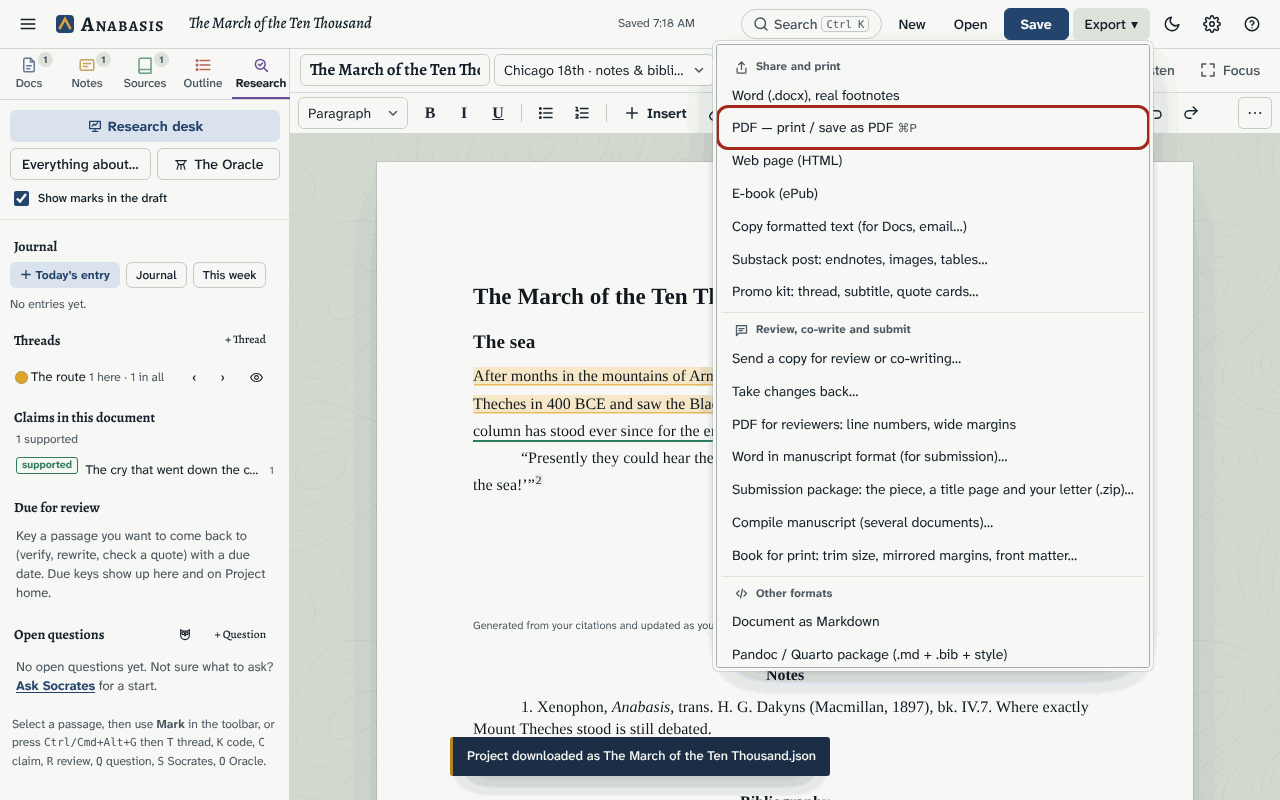 Anabasis
The March of the Ten Thousand
Saved 7:18 AM
Search Ctrl K
New
Open
Save
Export ▾
Docs 1
Notes 1
Sources 1
Outline
Research
The March of the Ten Tho
Chicago 18th · notes & bibli...
sten
Focus
Research desk
Everything about...
The Oracle
Show marks in the draft
Paragraph
B
I
U
Insert
...
Journal
+ Today's entry
Journal
This week
No entries yet.
Threads
+ Thread
The route 1 here · 1 in all
‹
›
Claims in this document
1 supported
supported The cry that went down the c... 1
Due for review
Key a passage you want to come back to
(verify, rewrite, check a quote) with a due
date. Due keys show up here and on Project
home.
Open questions
+ Question
No open questions yet. Not sure what to ask?
Ask Socrates for a start.
Select a passage, then use Mark in the toolbar, or
press Ctrl/Cmd+Alt+G then T thread, K code, C
claim, R review, Q question, S Socrates, O Oracle.
The March of the Ten Th
The sea
After months in the mountains of Arm
Theches in 400 BCE and saw the Bla
column has stood ever since for the e
“Presently they could hear the
the sea!’”2
Generated from your citations and updated as you
Notes
1. Xenophon, Anabasis, trans. H. G. Dakyns (Macmillan, 1897), bk. IV.7. Where exactly
Mount Theches stood is still debated.
Bibliography
Share and print
Word (.docx), real footnotes
PDF — print / save as PDF ⌘P
Web page (HTML)
E-book (ePub)
Copy formatted text (for Docs, email...)
Substack post: endnotes, images, tables...
Promo kit: thread, subtitle, quote cards...
Review, co-write and submit
Send a copy for review or co-writing...
Take changes back...
PDF for reviewers: line numbers, wide margins
Word in manuscript format (for submission)...
Submission package: the piece, a title page and your letter (.zip)...
Compile manuscript (several documents)...
Book for print: trim size, mirrored margins, front matter...
Other formats
Document as Markdown
Pandoc / Quarto package (.md + .bib + style)
Project downloaded as The March of the Ten Thousand.json